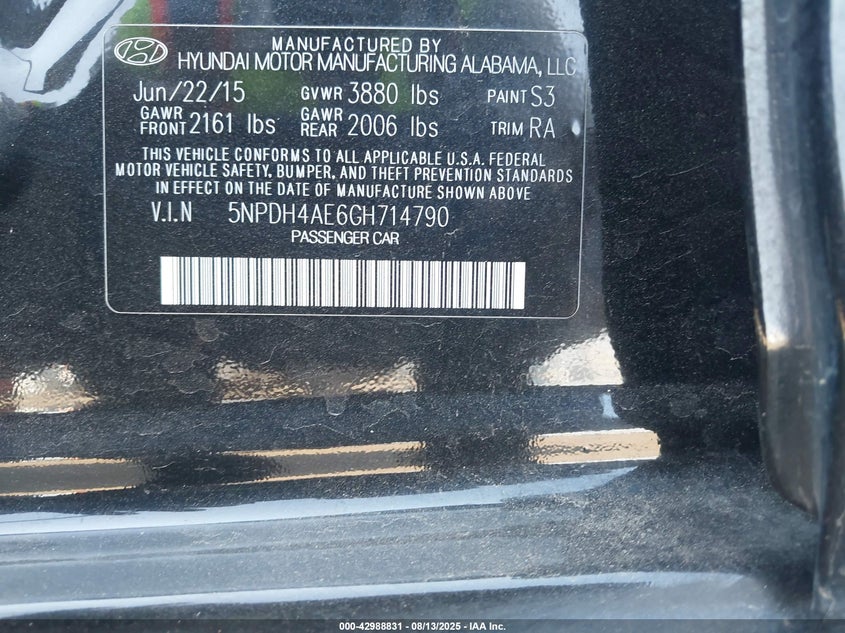 MANUFACTURED BY
HYUNDAI MOTOR MANUFACTURING ALABAMA, LLC
Jun/22/15 GVWR 3880 lbs PAINT S3
GAWR FRONT 2161 lbs GAWR REAR 2006 lbs TRIM RA
THIS VEHICLE CONFORMS TO ALL APPLICABLE U.S.A. FEDERAL
MOTOR VEHICLE SAFETY, BUMPER, AND THEFT PREVENTION STANDARDS
IN EFFECT ON THE DATE OF MANUFACTURE SHOWN ABOVE
V.I.N 5NPDH4AE6GH714790
PASSENGER CAR
000-42988831 - 08/13/2025 - IAA Inc.